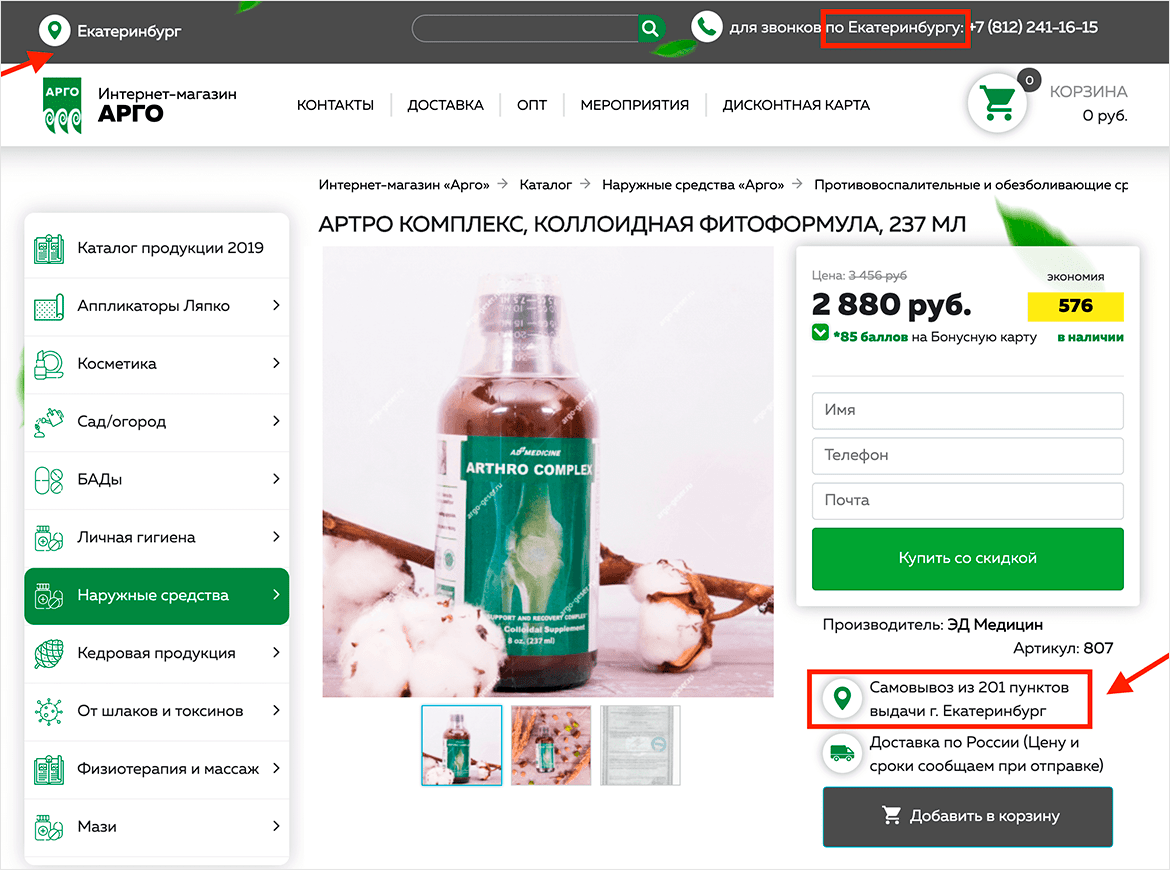 Екатеринбург
для звонков по Екатеринбургу: +7 (812) 241-16-15
АРГО
Интернет-магазин
АРГО
КОНТАКТЫ
ДОСТАВКА
ОПТ
МЕРОПРИЯТИЯ
ДИСКОНТНАЯ КАРТА
0
КОРЗИНА
0 руб.
Интернет-магазин «Арго» → Каталог → Наружные средства «Арго» → Противовоспалительные и обезболивающие ср
АРТРО КОМПЛЕКС, КОЛЛОИДНАЯ ФИТОФОРМУЛА, 237 МЛ
Каталог продукции 2019
Аппликаторы Ляпко
Косметика
Сад/огород
БАДы
Личная гигиена
Наружные средства
Кедровая продукция
От шлаков и токсинов
Физиотерапия и массаж
Мази
AD MEDICINE
ARTHRO COMPLEX
argo-geser.ru
SUPPORT AND RECOVERY COMPLEX
Colloidal Supplement
8 oz. (237 ml)
Цена: 3 456 руб
экономия
2 880 руб.
576
*85 баллов на Бонусную карту
в наличии
Имя
Телефон
Почта
Купить со скидкой
Производитель: ЭД Медицин
Артикул: 807
Самовывоз из 201 пунктов
выдачи г. Екатеринбург
Доставка по России (Цену и
сроки сообщаем при отправке)
Добавить в корзину